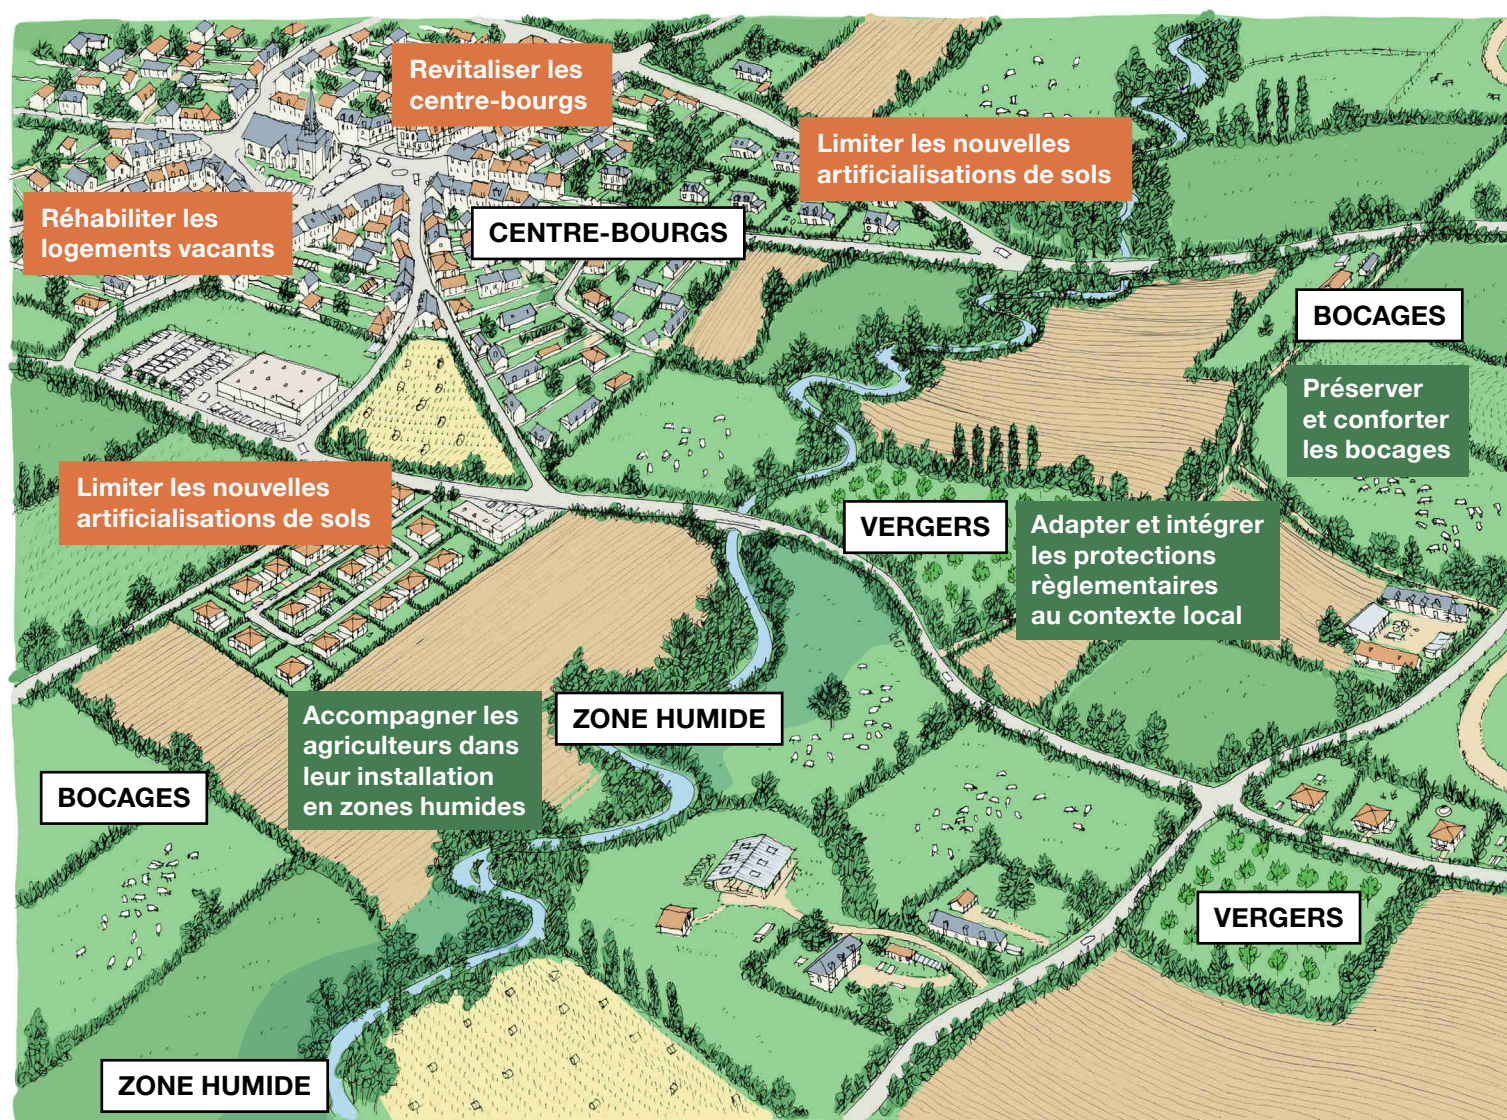 Revitaliser les
centre-bourgs
Limiter les nouvelles
artificialisations de sols
Réhabiliter les
logements vacants
CENTRE-BOURGS
BOCAGES
Préserver
et conforter
les bocages
Limiter les nouvelles
artificialisations de sols
VERGERS
Adapter et intégrer
les protections
règlementaires
au contexte local
Accompagner les
agriculteurs dans
leur installation
en zones humides
ZONE HUMIDE
BOCAGES
VERGERS
ZONE HUMIDE